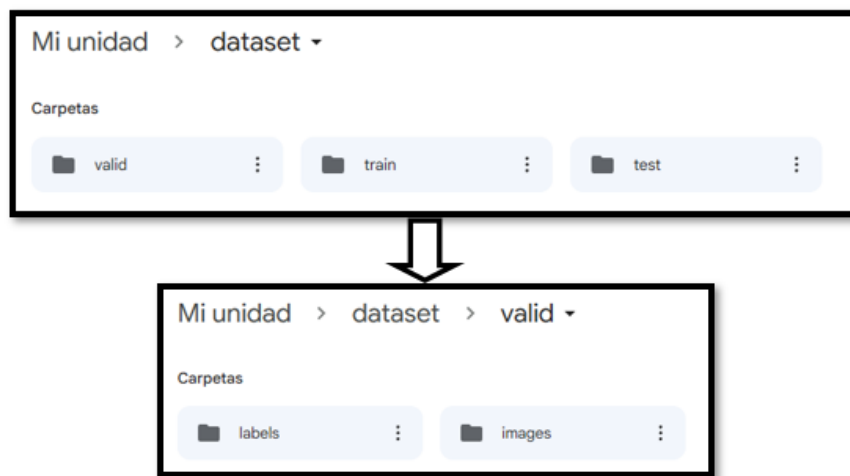 Mi unidad > dataset
Carpetas
valid train test
Mi unidad > dataset > valid
Carpetas
labels images